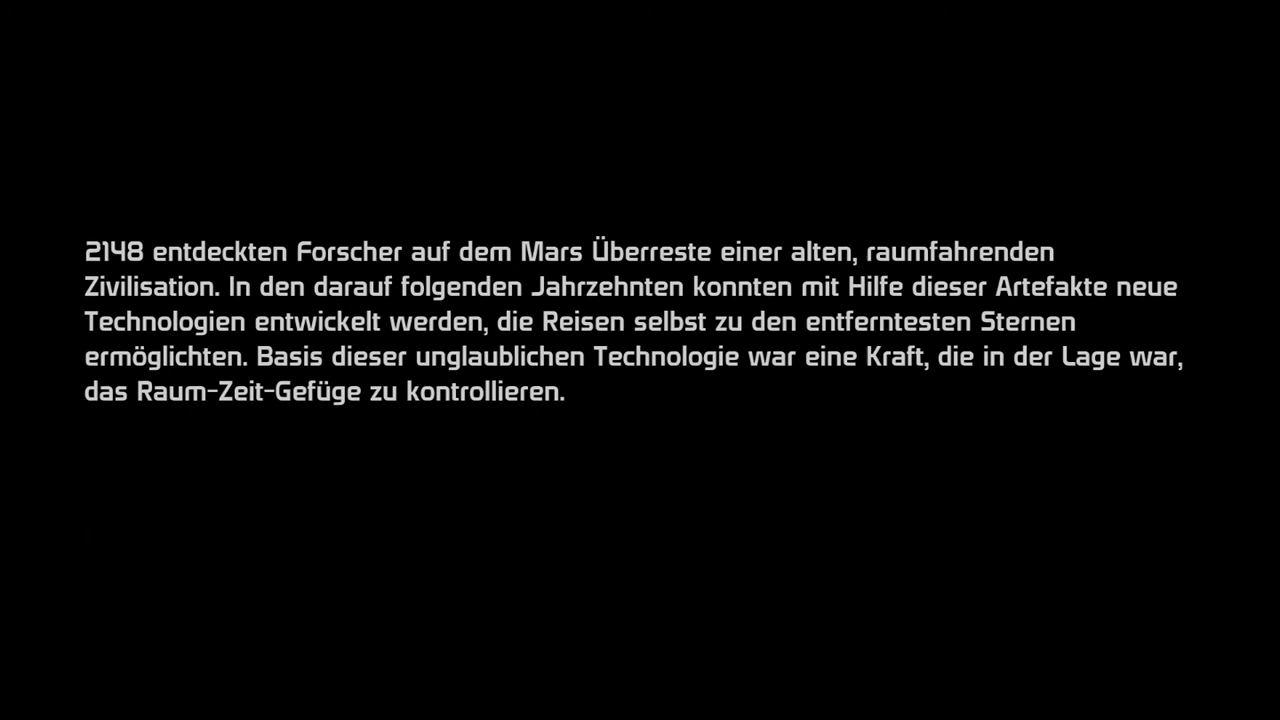 2148 entdeckten Forscher auf dem Mars Überreste einer alten, raumfahrenden
Zivilisation. In den darauf folgenden Jahrzehnten konnten mit Hilfe dieser Artefakte neue
Technologien entwickelt werden, die Reisen selbst zu den entferntesten Sternen
ermöglichten. Basis dieser unglaublichen Technologie war eine Kraft, die in der Lage war,
das Raum-Zeit-Gefüge zu kontrollieren.